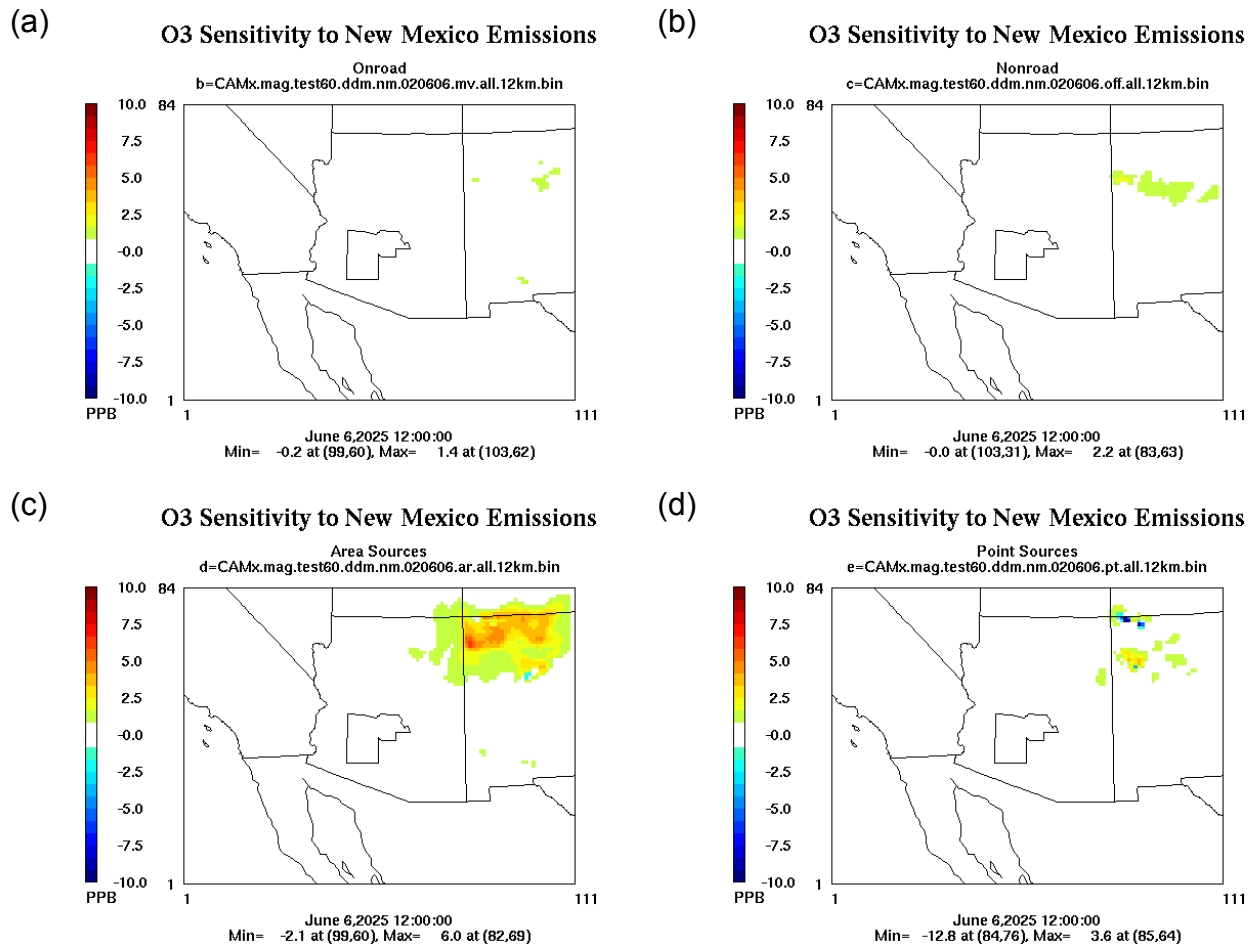 (a)
O3 Sensitivity to New Mexico Emissions
Onroad
b=CAMx.mag.test60.ddm.nm.020606.mv.all.12km.bin
10.0
7.5
5.0
2.5
-0.0
-2.5
-5.0
-7.5
-10.0
PPB
84
1
1
111
June 6,2025 12:00:00
Min= -0.2 at (99,60), Max= 1.4 at (103,62)
(b)
O3 Sensitivity to New Mexico Emissions
Nonroad
c=CAMx.mag.test60.ddm.nm.020606.off.all.12km.bin
10.0
7.5
5.0
2.5
-0.0
-2.5
-5.0
-7.5
-10.0
PPB
84
1
1
111
June 6,2025 12:00:00
Min= -0.0 at (103,31), Max= 2.2 at (83,63)
(c)
O3 Sensitivity to New Mexico Emissions
Area Sources
d=CAMx.mag.test60.ddm.nm.020606.ar.all.12km.bin
10.0
7.5
5.0
2.5
-0.0
-2.5
-5.0
-7.5
-10.0
PPB
84
1
1
111
June 6,2025 12:00:00
Min= -2.1 at (99,60), Max= 6.0 at (82,69)
(d)
O3 Sensitivity to New Mexico Emissions
Point Sources
e=CAMx.mag.test60.ddm.nm.020606.pt.all.12km.bin
10.0
7.5
5.0
2.5
-0.0
-2.5
-5.0
-7.5
-10.0
PPB
84
1
1
111
June 6,2025 12:00:00
Min= -12.8 at (84,76), Max= 3.6 at (85,64)